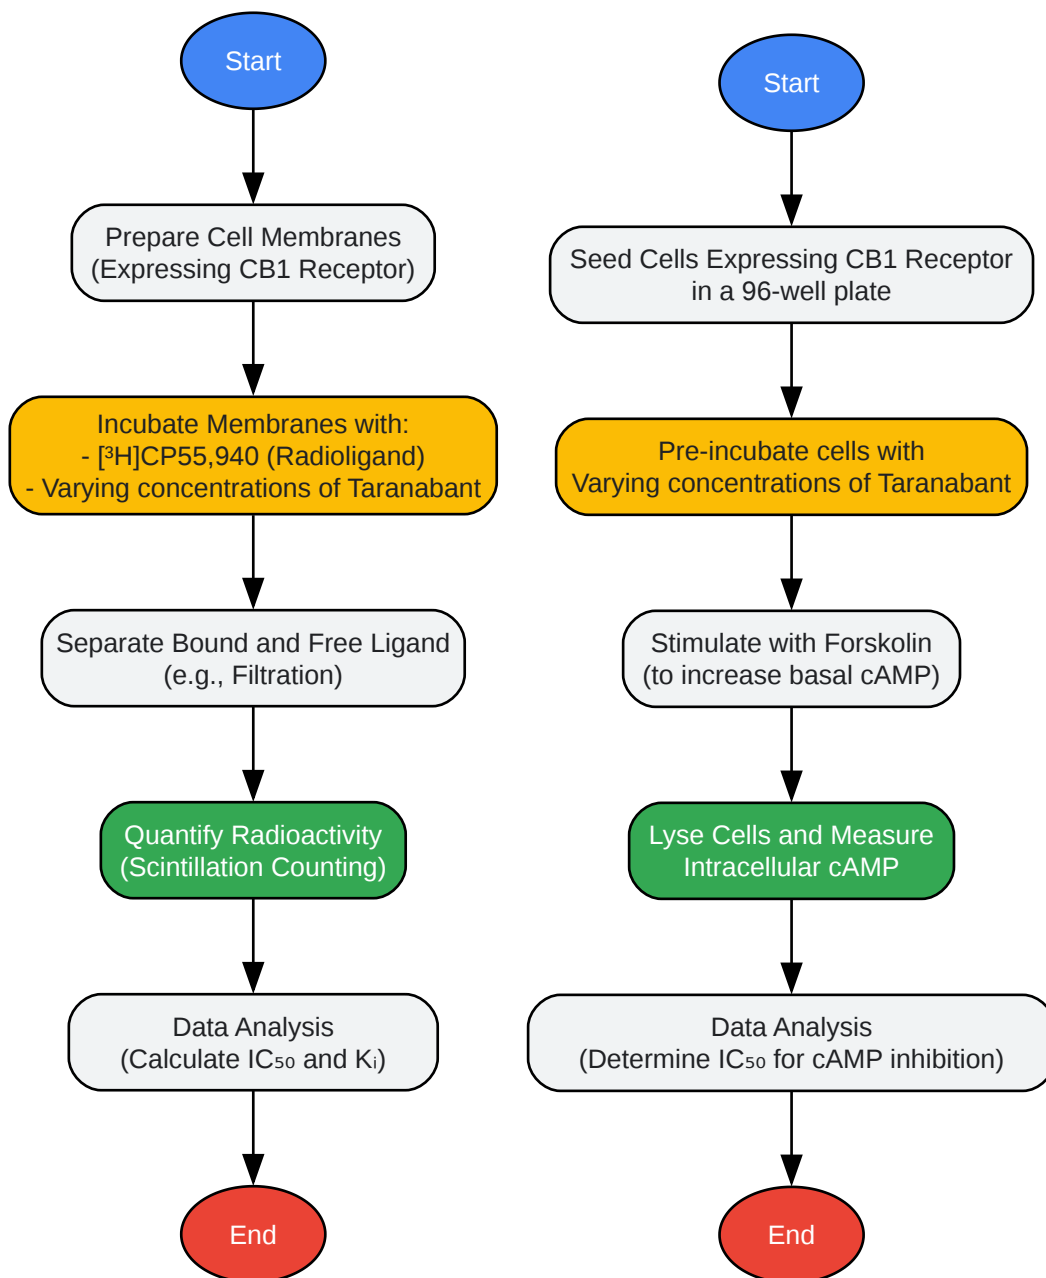 Start
Prepare Cell Membranes
(Expressing CB1 Receptor)
Incubate Membranes with:
- [³H]CP55,940 (Radioligand)
- Varying concentrations of Taranabant
Separate Bound and Free Ligand
(e.g., Filtration)
Quantify Radioactivity
(Scintillation Counting)
Data Analysis
(Calculate IC₅₀ and Kᵢ)
End
Start
Seed Cells Expressing CB1 Receptor
in a 96-well plate
Pre-incubate cells with
Varying concentrations of Taranabant
Stimulate with Forskolin
(to increase basal cAMP)
Lyse Cells and Measure
Intracellular cAMP
Data Analysis
(Determine IC₅₀ for cAMP inhibition)
End